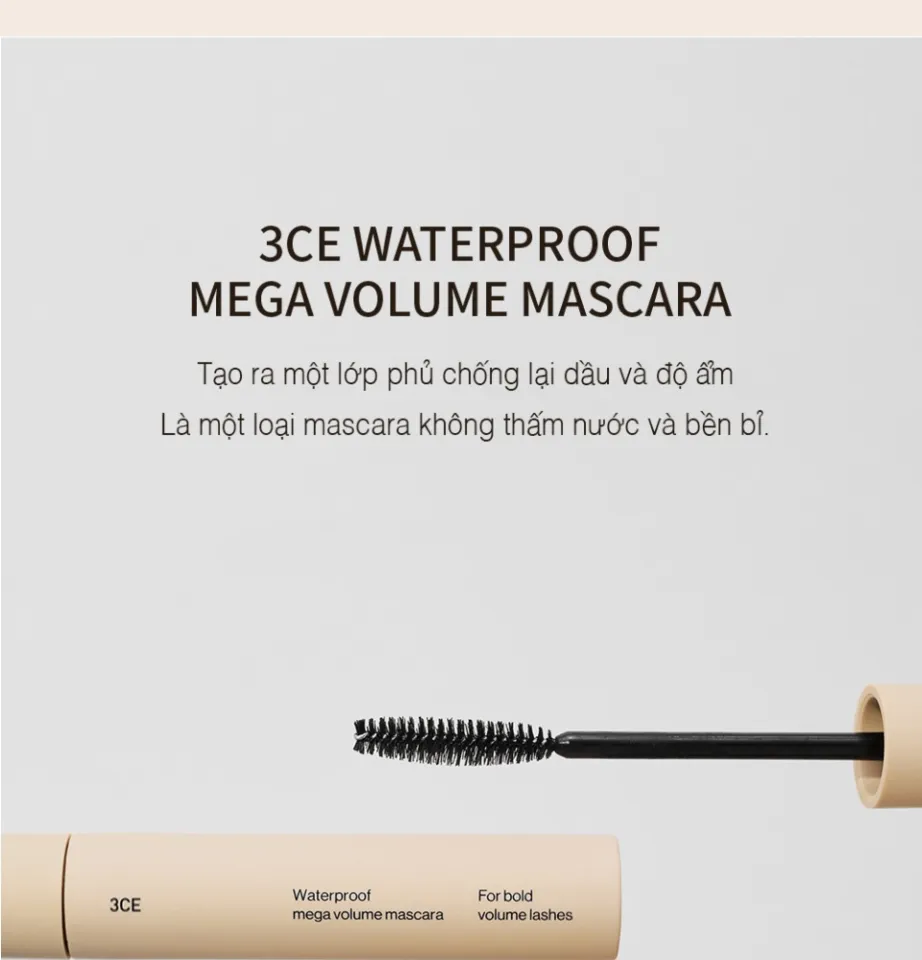 3CE WATERPROOF
MEGA VOLUME MASCARA
Tạo ra một lớp phủ chống lại dầu và độ ẩm
Là một loại mascara không thấm nước và bền bỉ.
3CE
Waterproof
mega volume mascara
For bold
volume lashes